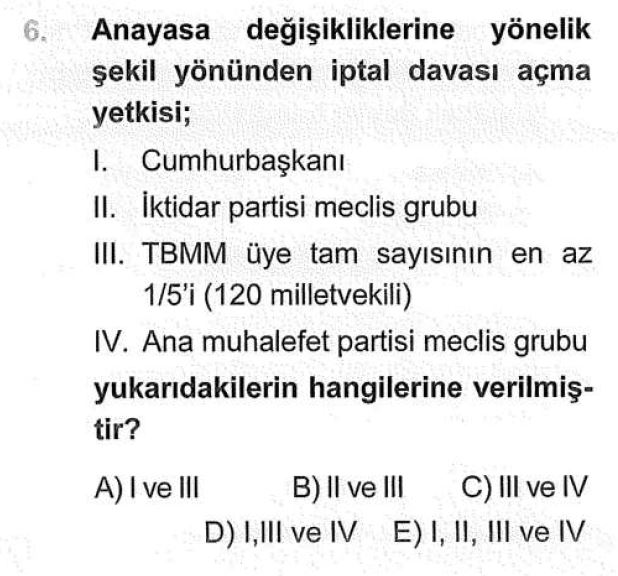 6. Anayasa değişikliklerine yönelik
şekil yönünden iptal davası açma
yetkisi;
I. Cumhurbaşkanı
II. İktidar partisi meclis grubu
III. TBMM üye tam sayısının en az
1/5'i (120 milletvekili)
IV. Ana muhalefet partisi meclis grubu
yukarıdakilerin hangilerine verilmiş-
tir?
A) I ve III B) II ve III C) III ve IV
D) I,III ve IV E) I, II, III ve IV